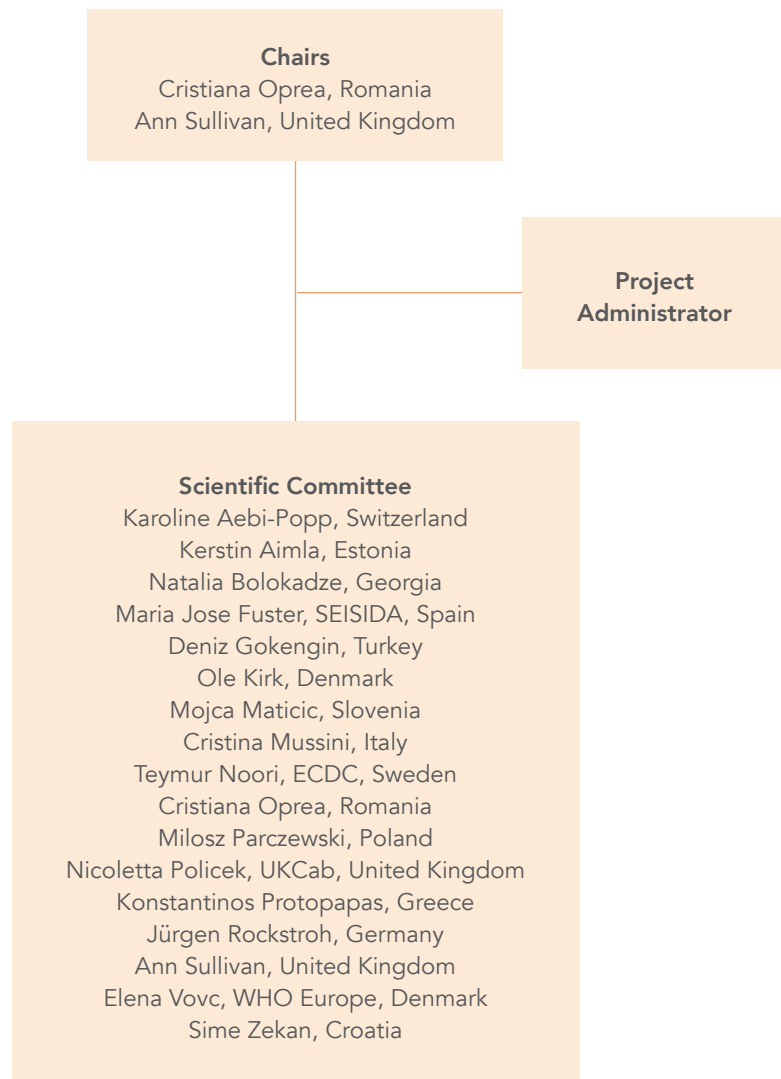 Chairs
Cristiana Oprea, Romania
Ann Sullivan, United Kingdom
Project
Administrator
Scientific Committee
Karoline Aebi-Popp, Switzerland
Kerstin Aimla, Estonia
Natalia Bolokadze, Georgia
Maria Jose Fuster, SEISIDA, Spain
Deniz Gokengin, Turkey
Ole Kirk, Denmark
Mojca Maticic, Slovenia
Cristina Mussini, Italy
Teymur Noori, ECDC, Sweden
Cristiana Oprea, Romania
Milosz Parczewski, Poland
Nicoletta Policek, UKCab, United Kingdom
Konstantinos Protopapas, Greece
Jürgen Rockstroh, Germany
Ann Sullivan, United Kingdom
Elena Vovc, WHO Europe, Denmark
Sime Zekan, Croatia